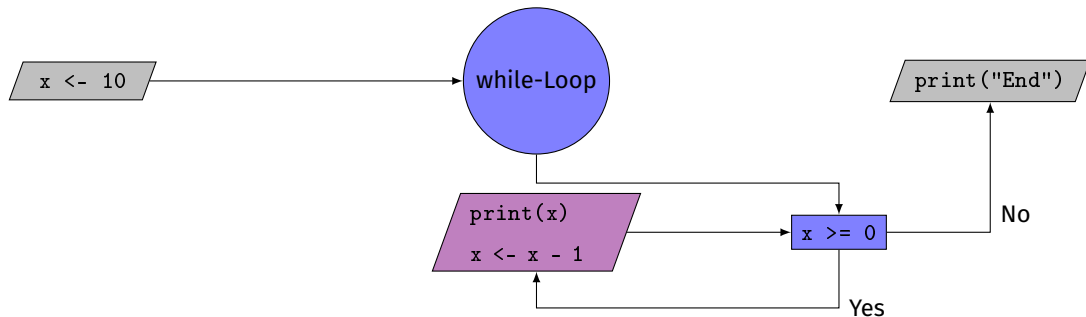 x <- 10
while-Loop
print("End")
print(x)
x <- x - 1
x >= 0
No
Yes